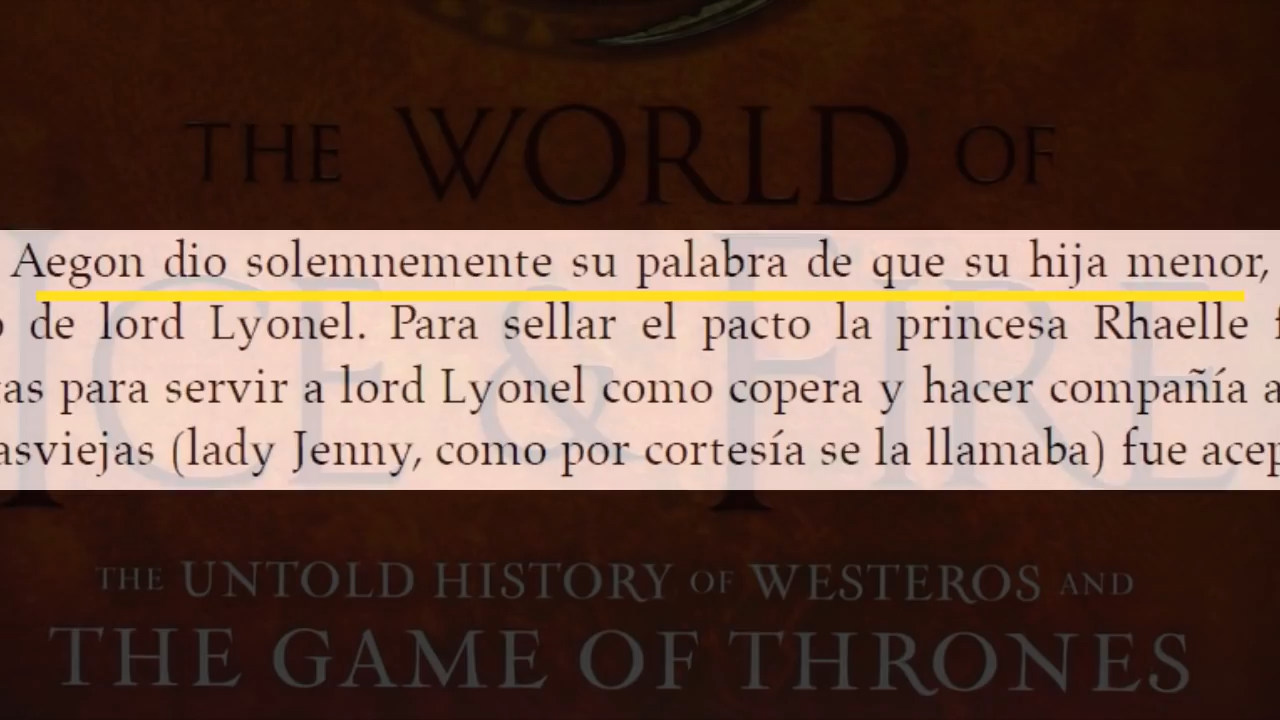 THE WORLD OF
Aegon dio solemnemente su palabra de que su hija menor,
de lord Lyonel. Para sellar el pacto la princesa Rhaelle
para servir a lord Lyonel como copera y hacer compañía
(lady Jenny, como por cortesía se la llamaba) fue
ICE & FIRE
THE UNTOLD HISTORY OF WESTEROS AND
THE GAME OF THRONES